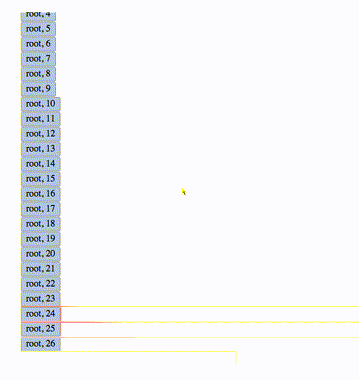 root, 4
root, 5
root, 6
root, 7
root, 8
root, 9
root, 10
root, 11
root, 12
root, 13
root, 14
root, 15
root, 16
root, 17
root, 18
root, 19
root, 20
root, 21
root, 22
root, 23
root, 24
root, 25
root, 26